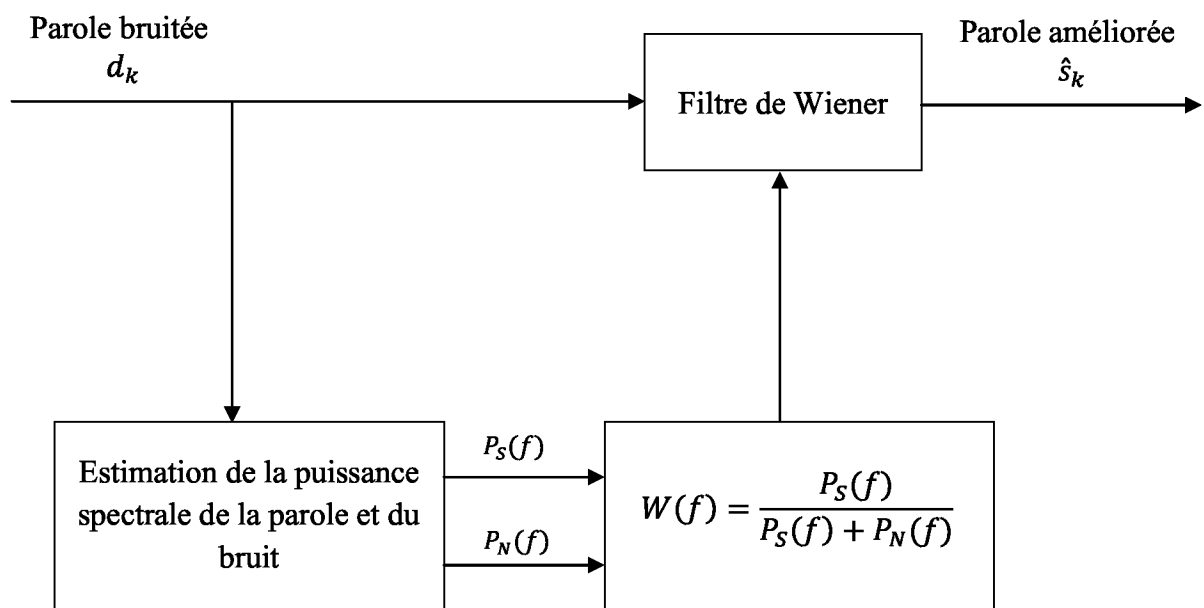 Parole bruitée
d_k
Filtre de Wiener
Parole améliorée
ŝ_k
Estimation de la puissance
spectrale de la parole et du
bruit
P_S(f)
P_N(f)
W(f) = P_S(f) / (P_S(f) + P_N(f))